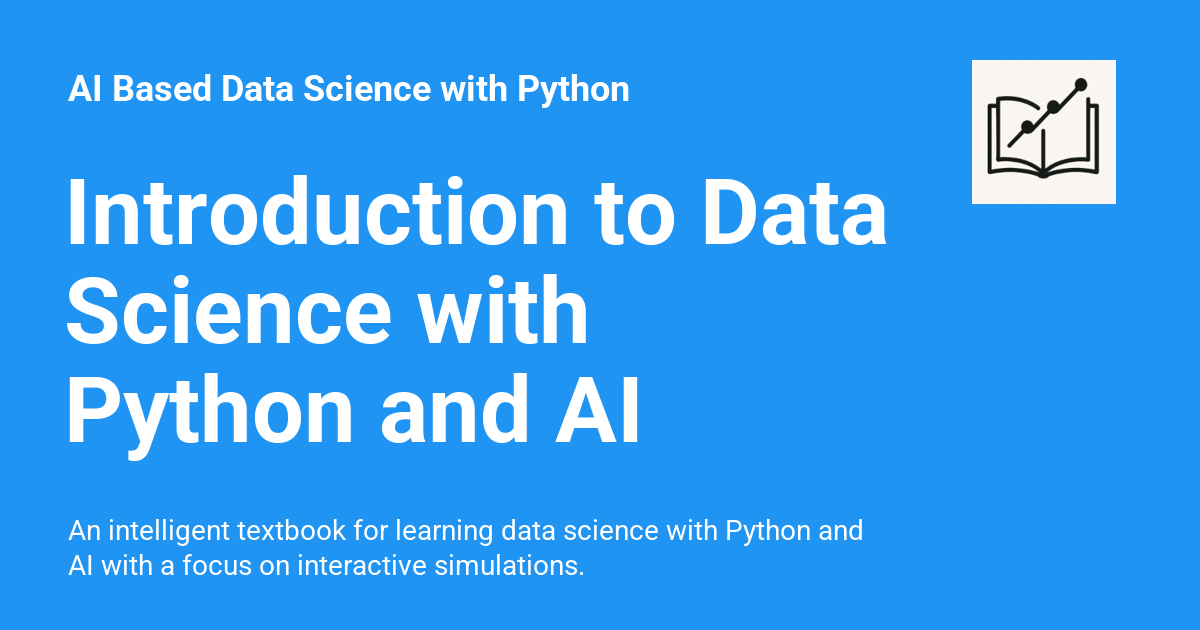 AI Based Data Science with Python
Introduction to Data
Science with
Python and AI
An intelligent textbook for learning data science with Python and
AI with a focus on interactive simulations.